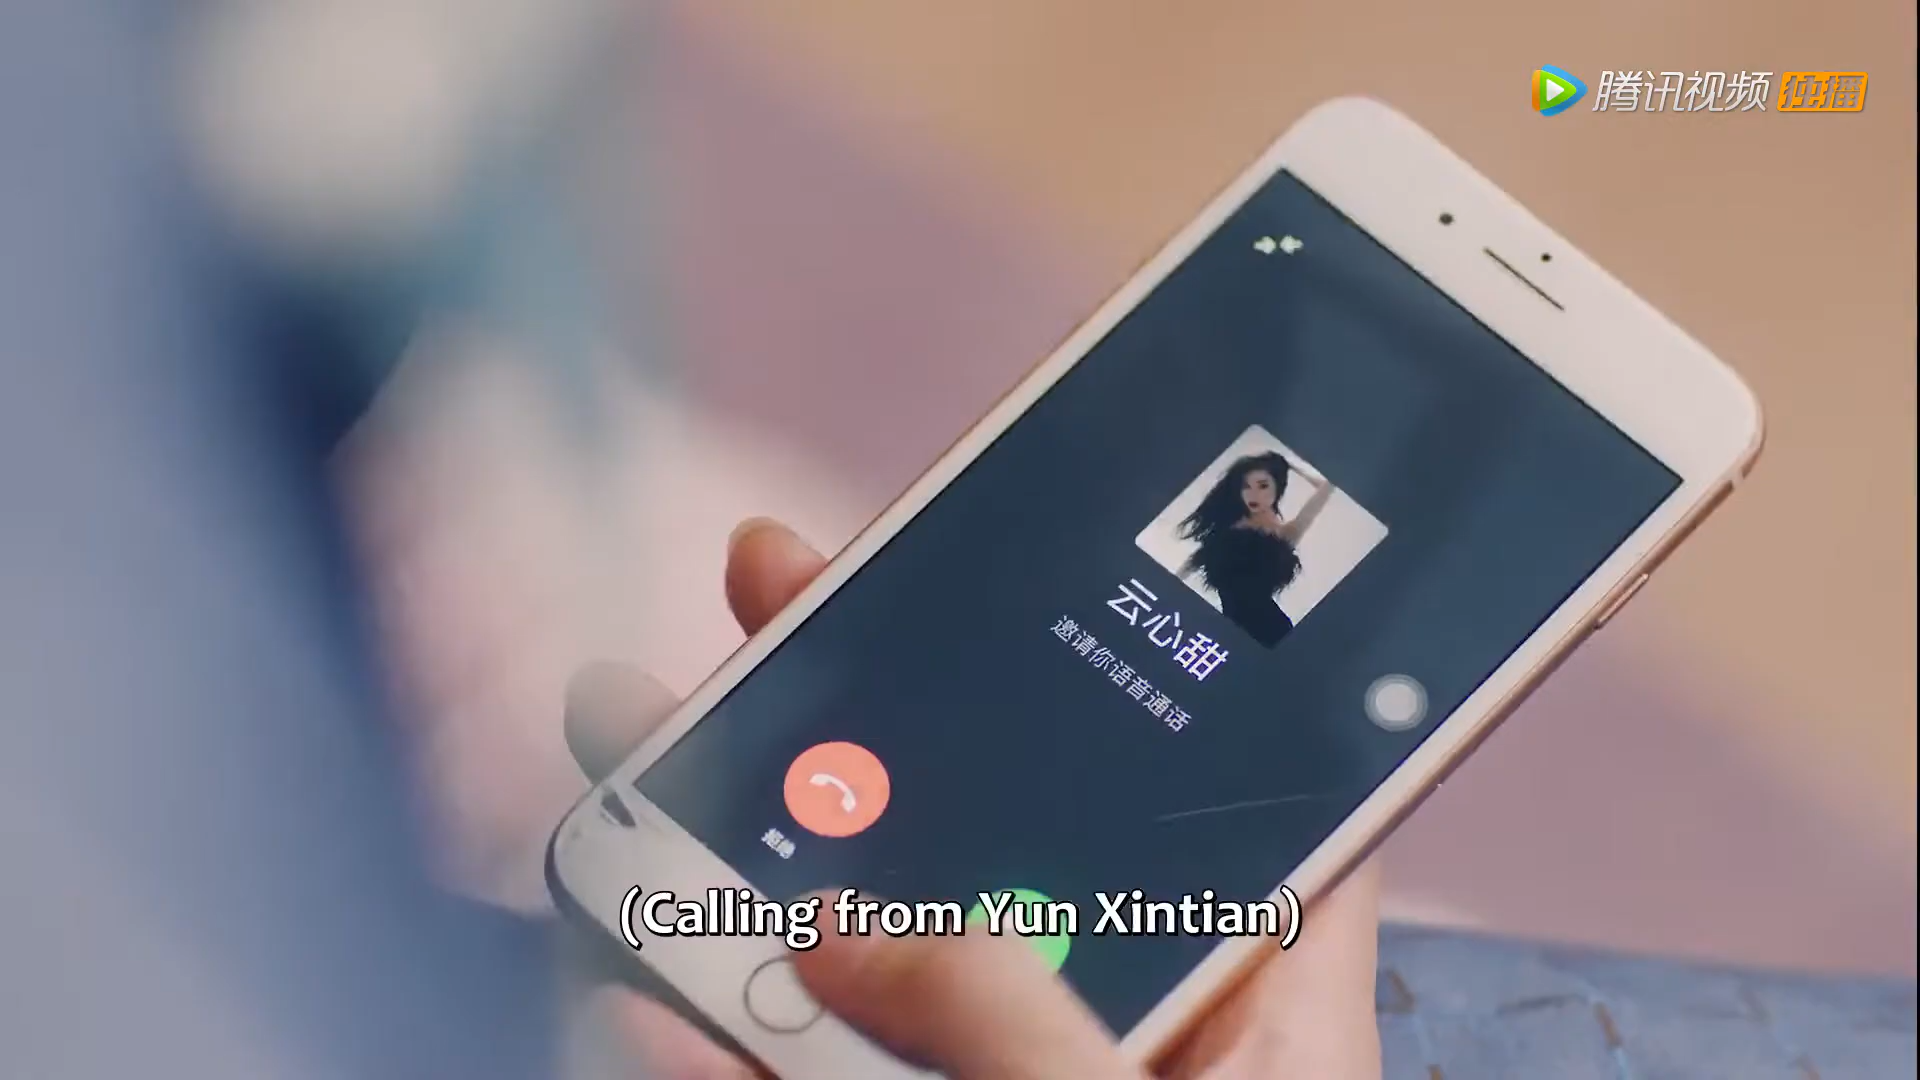 腾讯视频 独播
云心甜
邀请你语音通话
拒绝
(Calling from Yun Xintian)